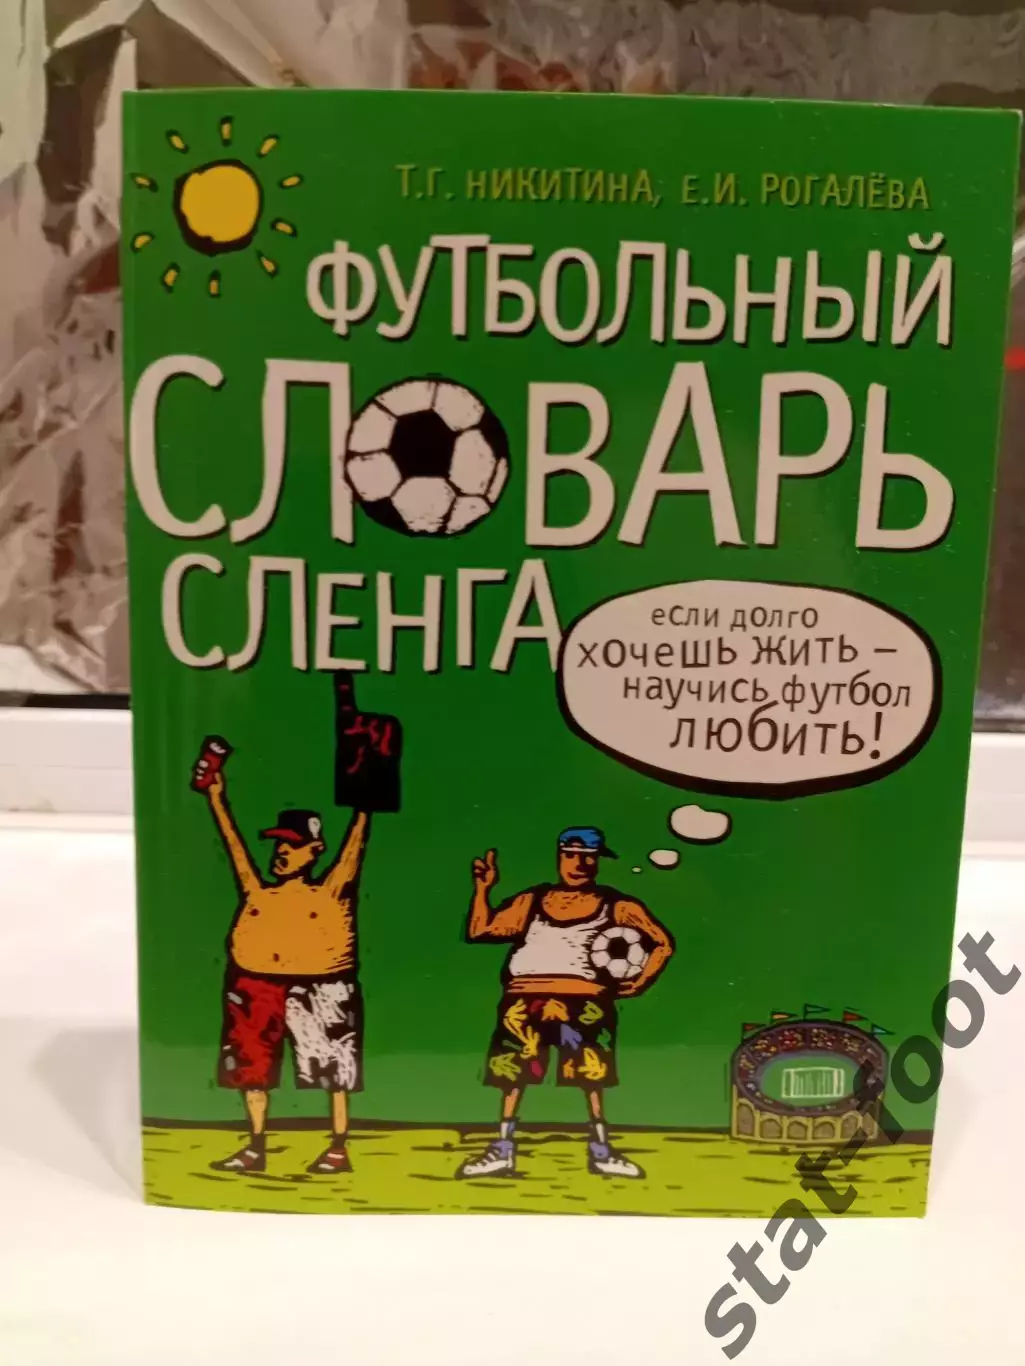 Т.Г. НИКИТИНА, Е.И. РОГАЛЁВА
ФУТБОЛЬНЫЙ
СЛОВАРЬ
СЛЕНГА
если долго
хочешь жить –
научись футбол
любить!
stat-foot